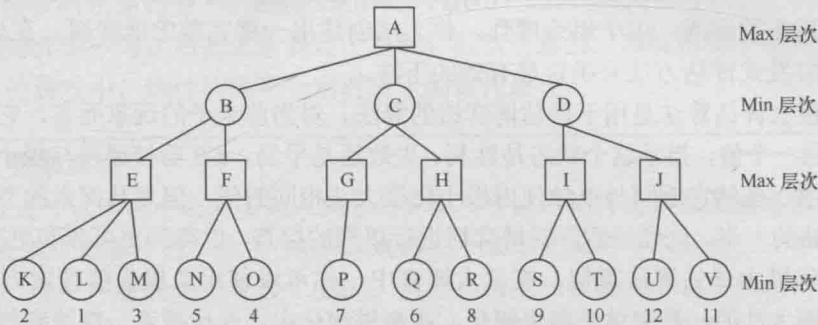 A Max 层次
B C D Min 层次
E F G H I J Max 层次
K L M N O P Q R S T U V Min 层次
2 1 3 5 4 7 6 8 9 10 12 11